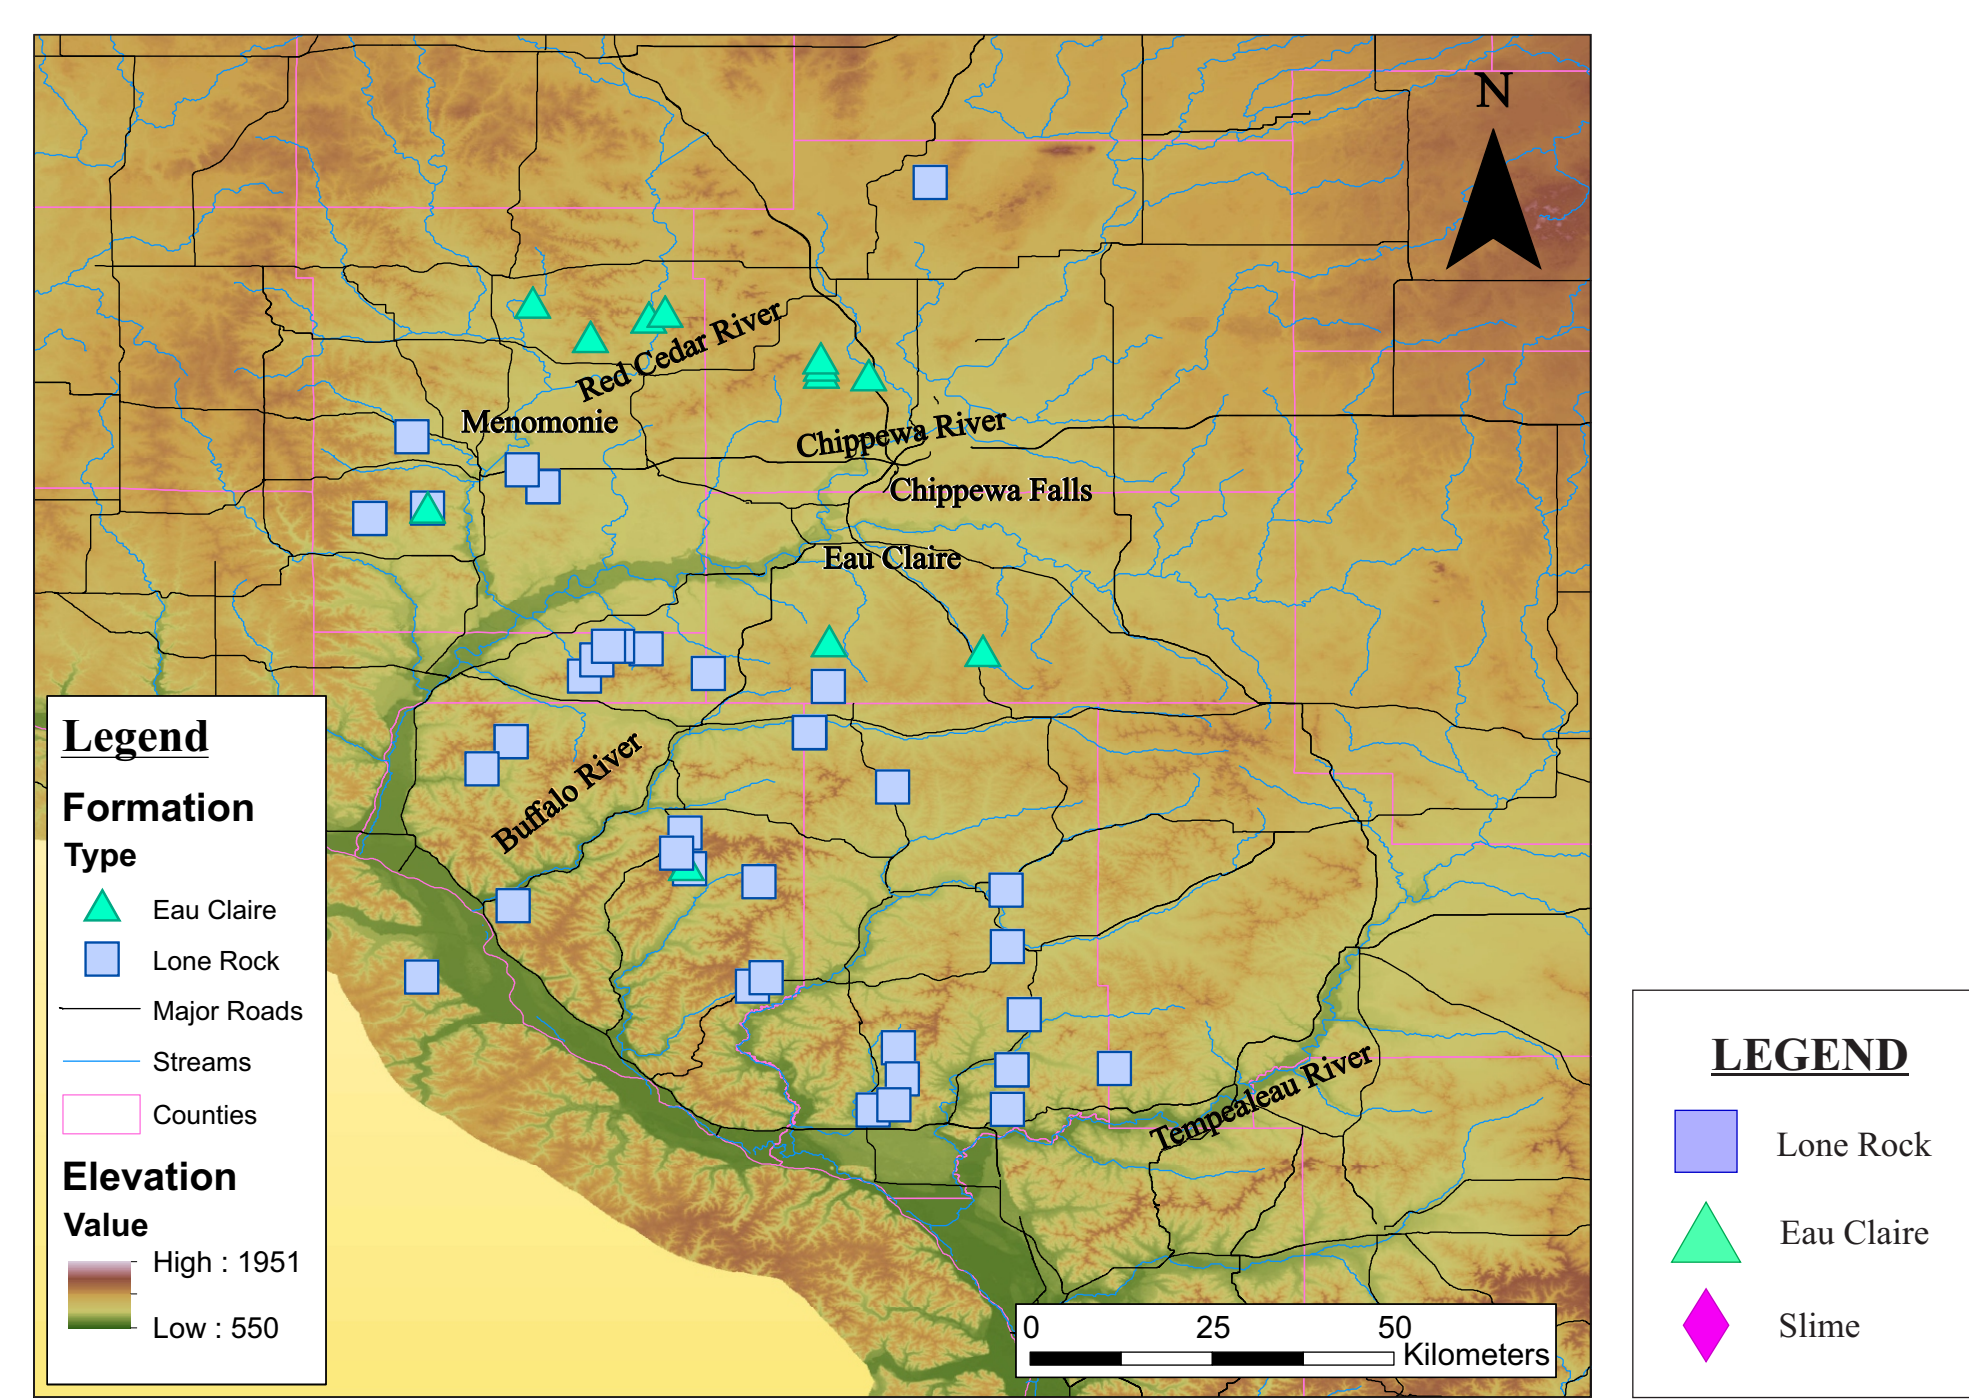 N
Red Cedar River
Menomonie
Chippewa River
Chippewa Falls
Eau Claire
Buffalo River
Tempealeau River
Legend
Formation
Type
Eau Claire
Lone Rock
Major Roads
Streams
Counties
Elevation
Value
High : 1951
Low : 550
0 25 50
Kilometers
LEGEND
Lone Rock
Eau Claire
Slime